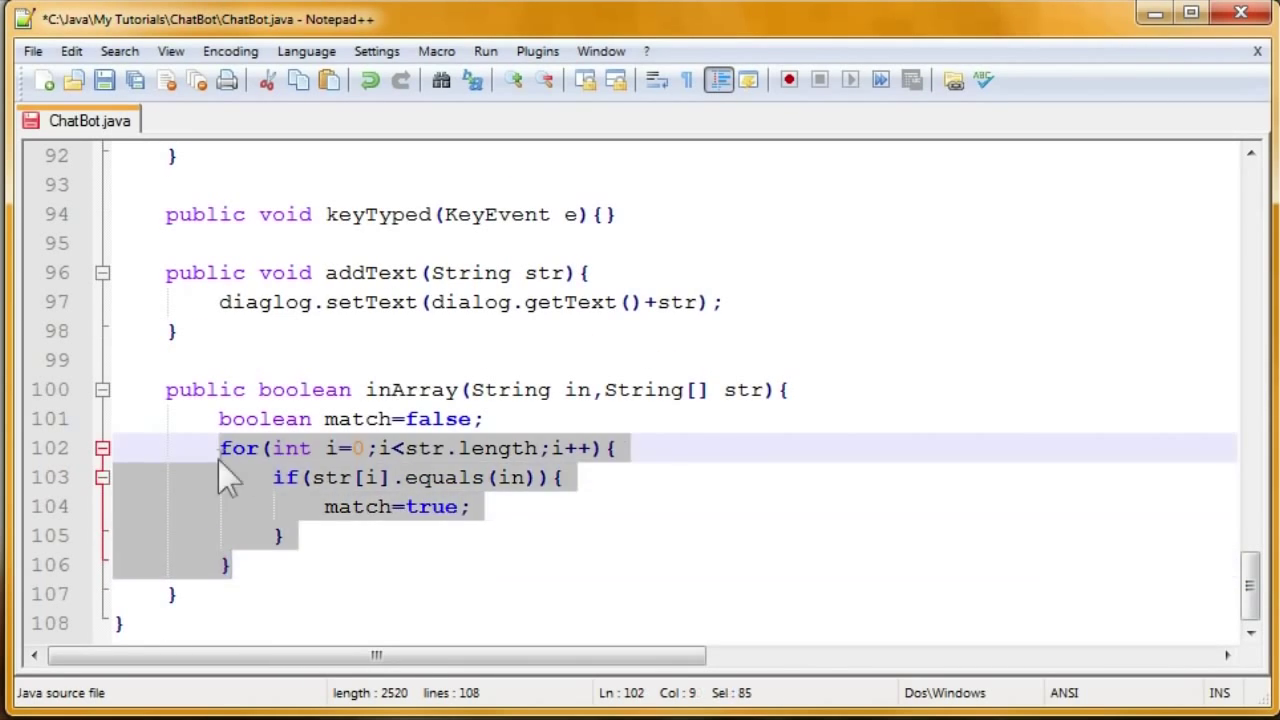 *C:\Java\My Tutorials\ChatBot\ChatBot.java - Notepad++
File Edit Search View Encoding Language Settings Macro Run Plugins Window ? X
ABC
ChatBot.java
92 }
93
94 public void keyTyped(KeyEvent e){}
95
96 public void addText(String str){
97 diaglog.setText(dialog.getText()+str);
98 }
99
100 public boolean inArray(String in,String[] str){
101 boolean match=false;
102 for(int i=0;i<str.length;i++){
103 if(str[i].equals(in)){
104 match=true;
105 }
106 }
107 }
108 }
Java source file length : 2520 lines : 108 Ln : 102 Col : 9 Sel : 85 Dos\Windows ANSI INS